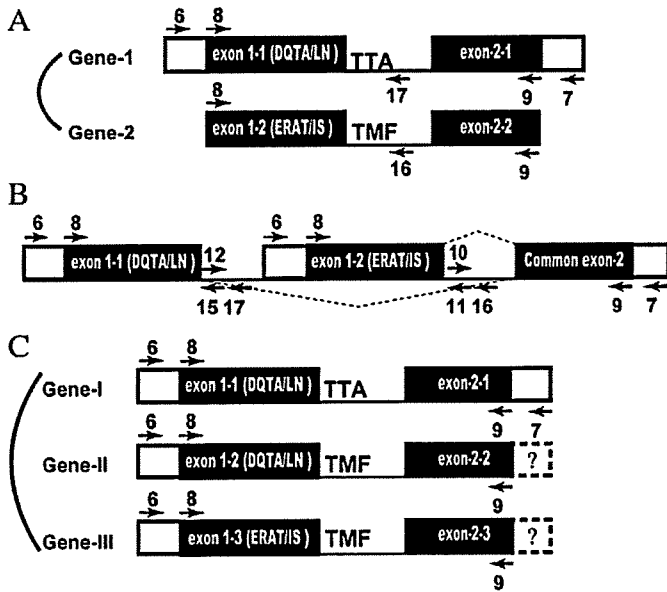 A
6 8
Gene-1 exon 1-1 (DQTA/LN) TTA exon-2-1
17 9 7
8
Gene-2 exon 1-2 (ERAT/IS) TMF exon-2-2
16 9
B
6 8 6 8
exon 1-1 (DQTA/LN) 12 exon 1-2 (ERAT/IS) 10 Common exon-2
15 17 11 16 9 7
C
6 8
Gene-I exon 1-1 (DQTA/LN) TTA exon-2-1
9 7
6 8
Gene-II exon 1-2 (DQTA/LN) TMF exon-2-2 ?
9
6 8
Gene-III exon 1-3 (ERAT/IS) TMF exon-2-3 ?
9